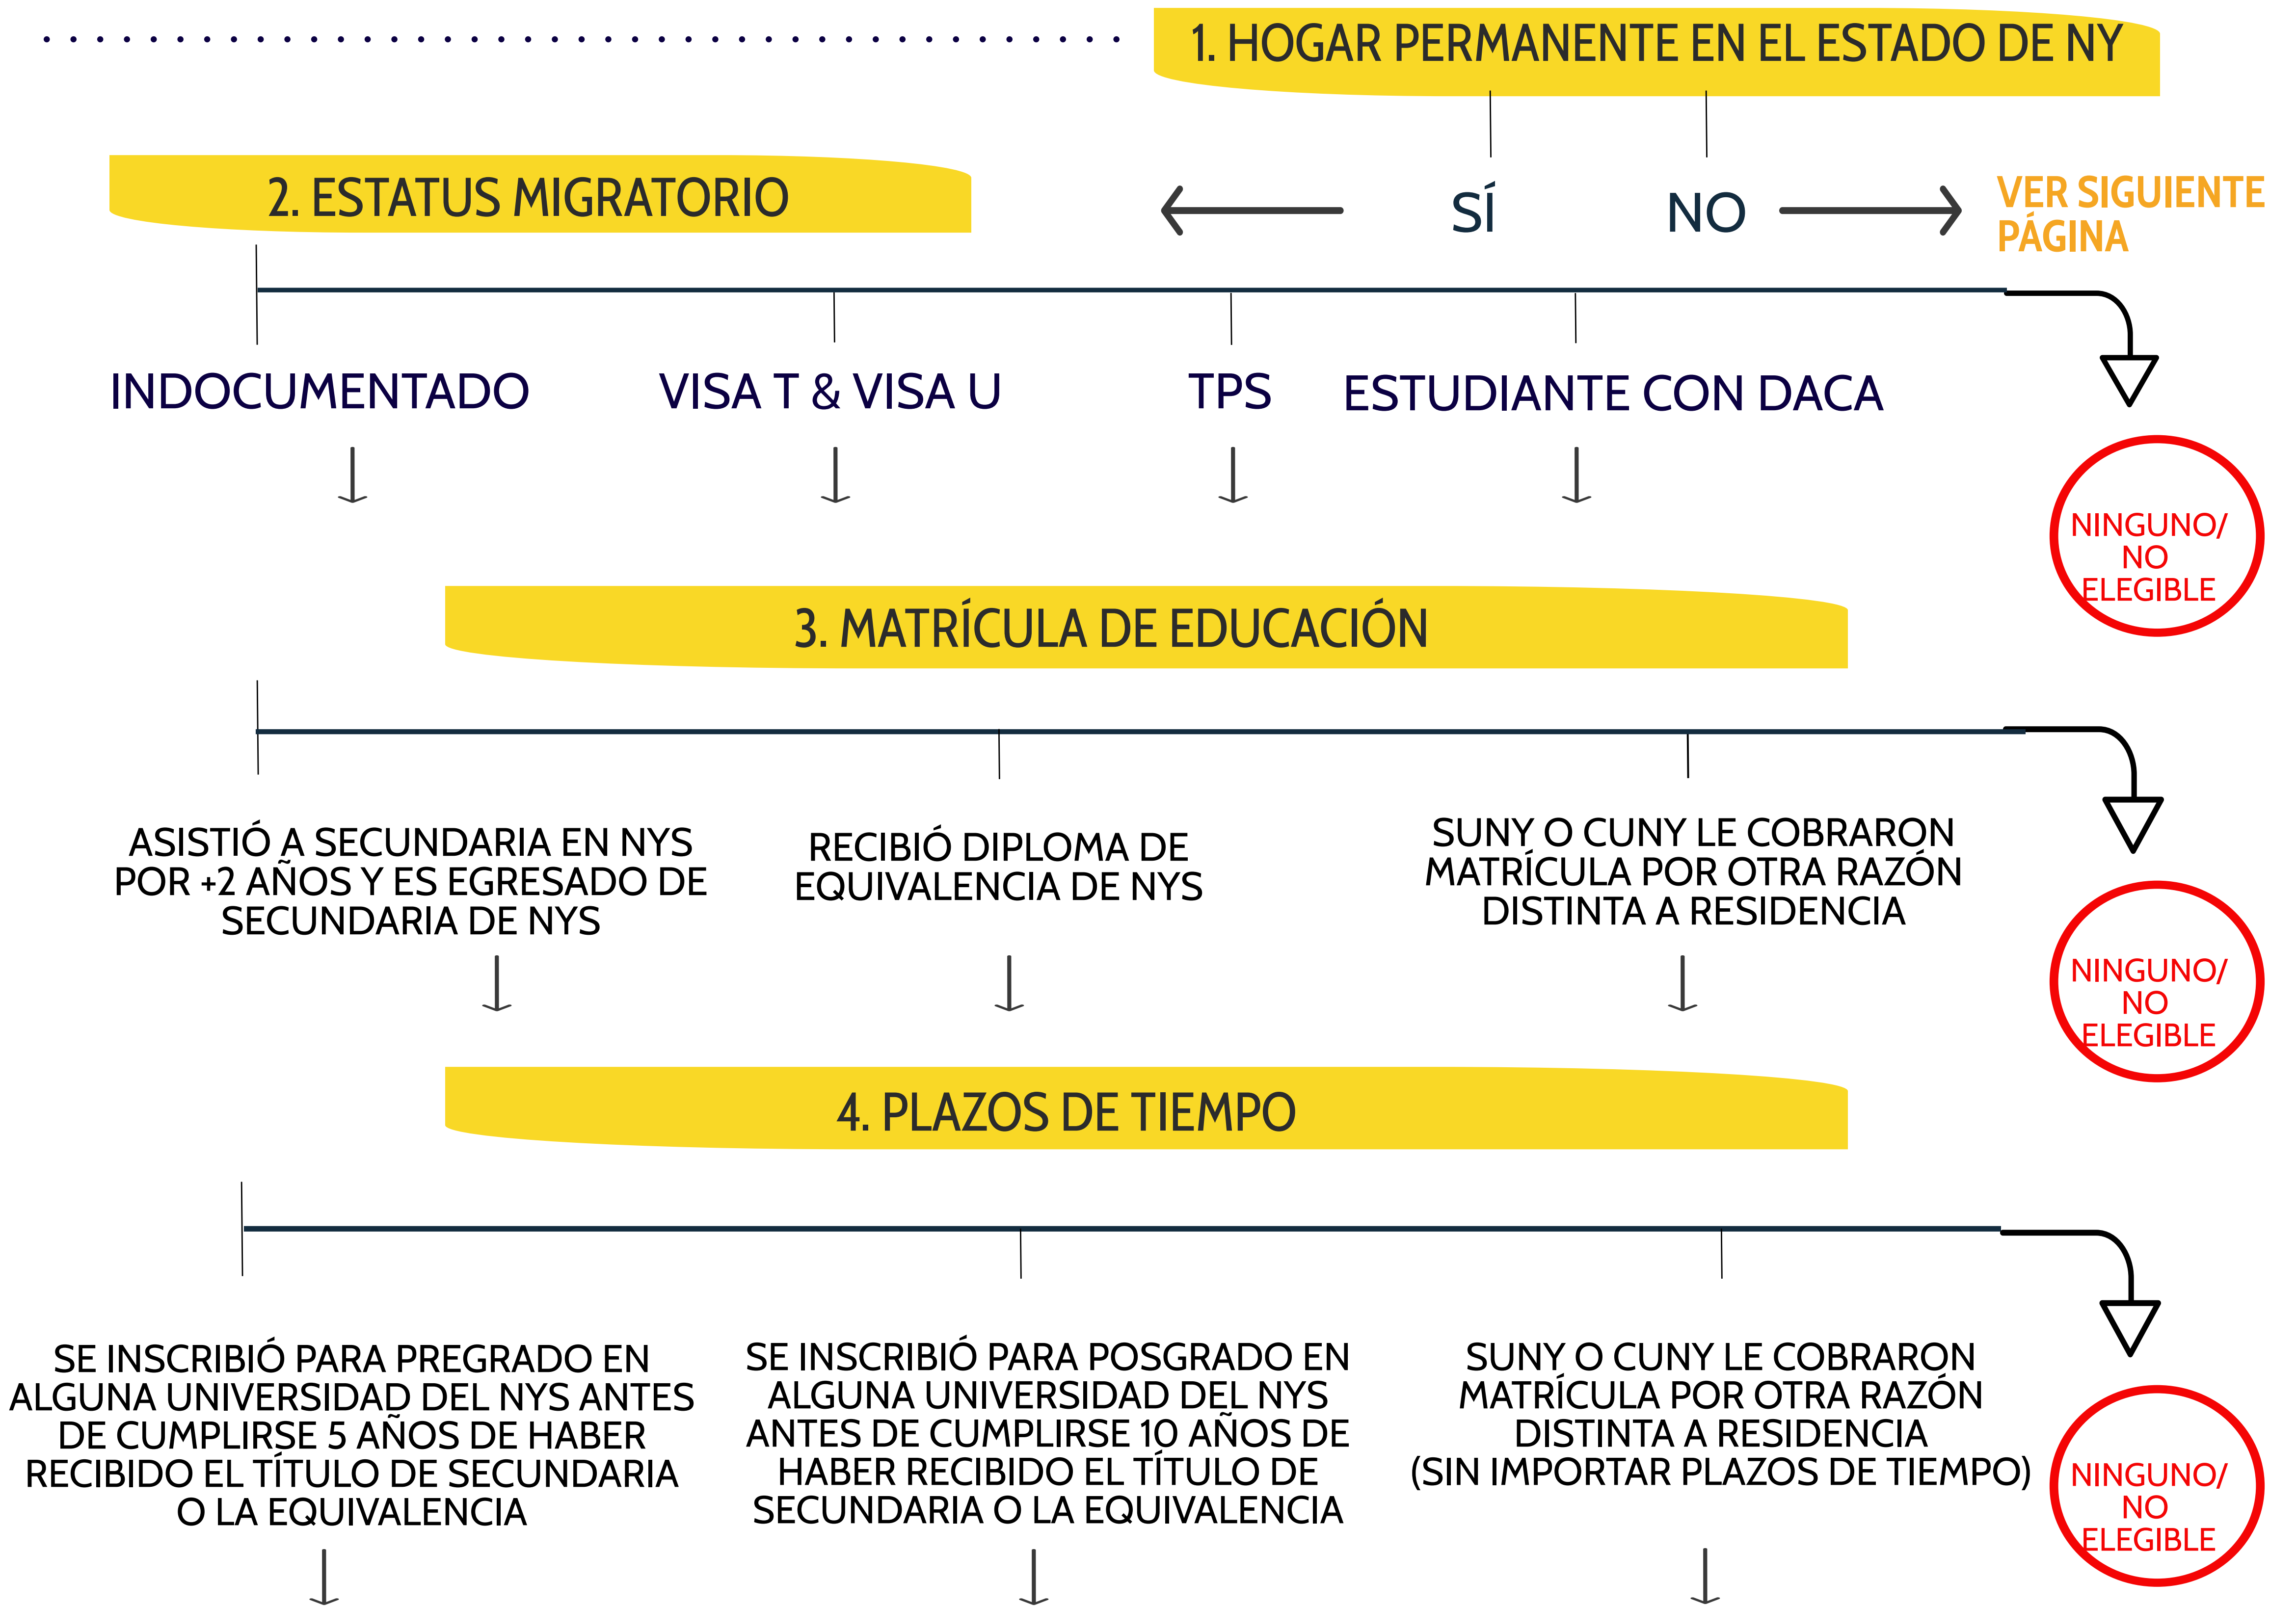 1. HOGAR PERMANENTE EN EL ESTADO DE NY
SÍ
NO
VER SIGUIENTE
PÁGINA
2. ESTATUS MIGRATORIO
INDOCUMENTADO
VISA T & VISA U
TPS
ESTUDIANTE CON DACA
NINGUNO/
NO
ELEGIBLE
3. MATRÍCULA DE EDUCACIÓN
ASISTIÓ A SECUNDARIA EN NYS
POR +2 AÑOS Y ES EGRESADO DE
SECUNDARIA DE NYS
RECIBIÓ DIPLOMA DE
EQUIVALENCIA DE NYS
SUNY O CUNY LE COBRARON
MATRÍCULA POR OTRA RAZÓN
DISTINTA A RESIDENCIA
NINGUNO/
NO
ELEGIBLE
4. PLAZOS DE TIEMPO
SE INSCRIBIÓ PARA PREGRADO EN
ALGUNA UNIVERSIDAD DEL NYS ANTES
DE CUMPLIRSE 5 AÑOS DE HABER
RECIBIDO EL TÍTULO DE SECUNDARIA
O LA EQUIVALENCIA
SE INSCRIBIÓ PARA POSGRADO EN
ALGUNA UNIVERSIDAD DEL NYS
ANTES DE CUMPLIRSE 10 AÑOS DE
HABER RECIBIDO EL TÍTULO DE
SECUNDARIA O LA EQUIVALENCIA
SUNY O CUNY LE COBRARON
MATRÍCULA POR OTRA RAZÓN
DISTINTA A RESIDENCIA
(SIN IMPORTAR PLAZOS DE TIEMPO)
NINGUNO/
NO
ELEGIBLE